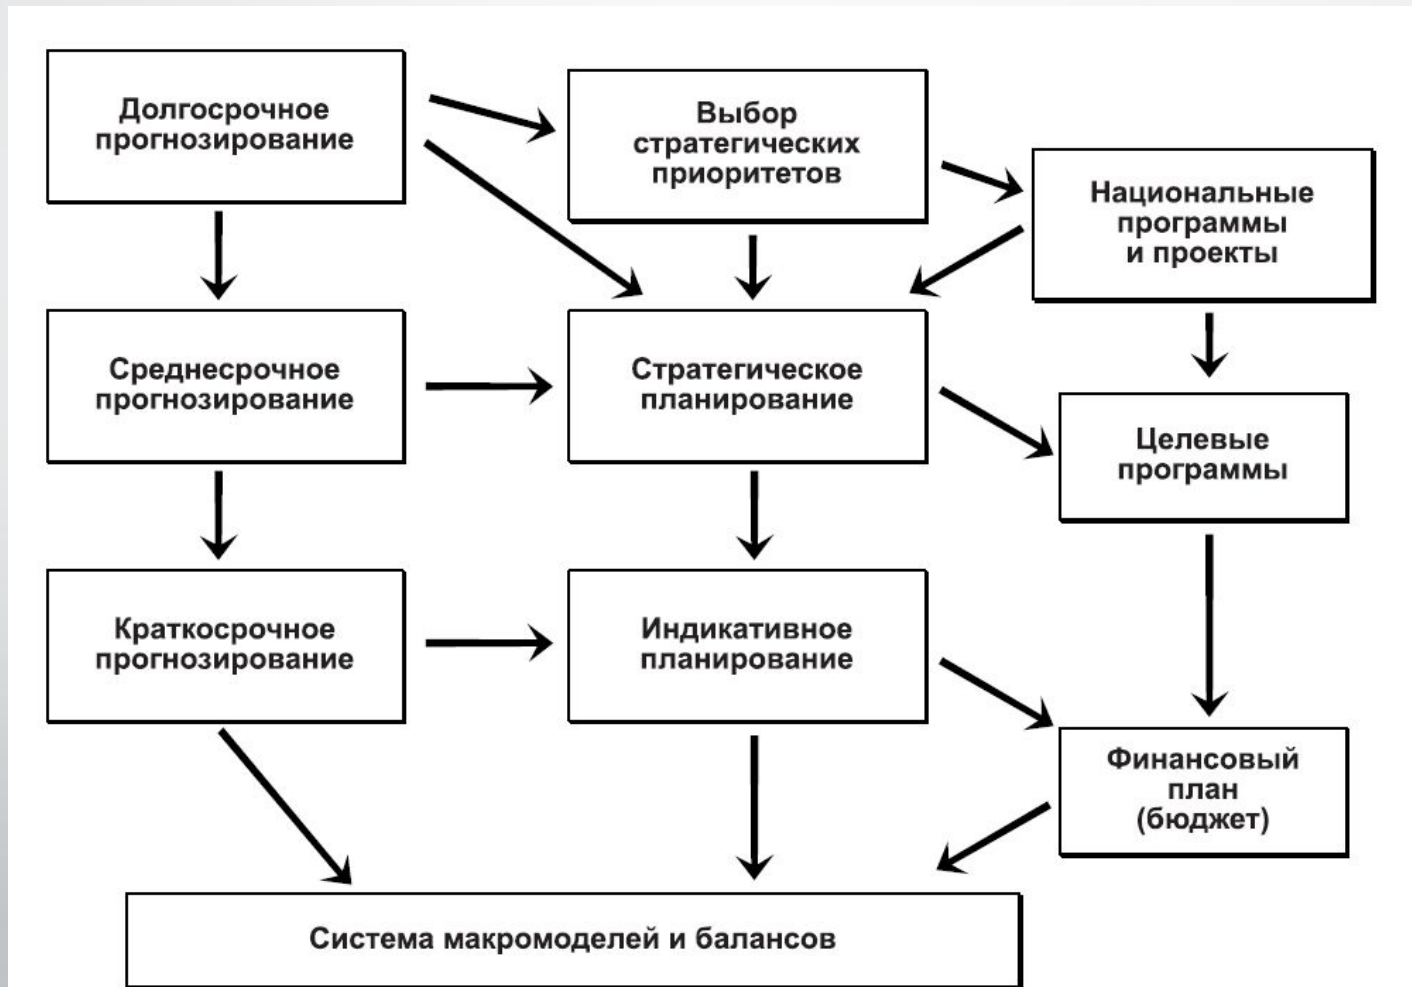 Долгосрочное
прогнозирование
Выбор
стратегических
приоритетов
Национальные
программы
и проекты
Среднесрочное
прогнозирование
Стратегическое
планирование
Целевые
программы
Краткосрочное
прогнозирование
Индикативное
планирование
Финансовый
план
(бюджет)
Система макромоделей и балансов